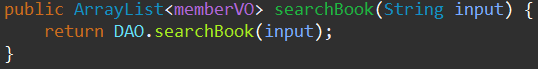 public ArrayList<memberVO> searchBook(String input) {
    return DAO.searchBook(input);
}